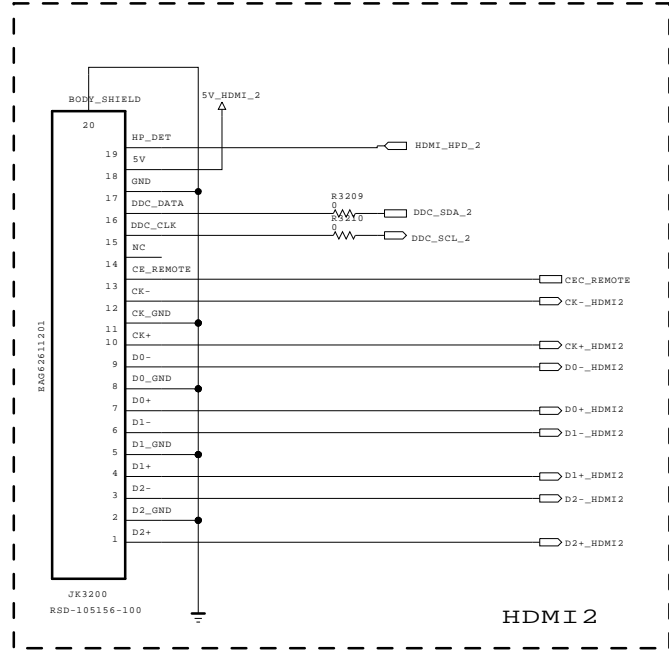 BODY_SHIELD
5V_HDMI_2
20
HP_DET
19
HDMI_HPD_2
5V
18
GND
17
R3209
0
DDC_DATA
16
DDC_SDA_2
R3210
0
DDC_CLK
15
DDC_SCL_2
NC
14
CE_REMOTE
13
CEC_REMOTE
CK-
12
CK-_HDMI2
CK_GND
11
CK+
10
CK+_HDMI2
D0-
9
D0-_HDMI2
D0_GND
8
D0+
7
D0+_HDMI2
D1-
6
D1-_HDMI2
D1_GND
5
D1+
4
D1+_HDMI2
D2-
3
D2-_HDMI2
D2_GND
2
D2+
1
D2+_HDMI2
EAG62611201
JK3200
RSD-105156-100
HDMI2